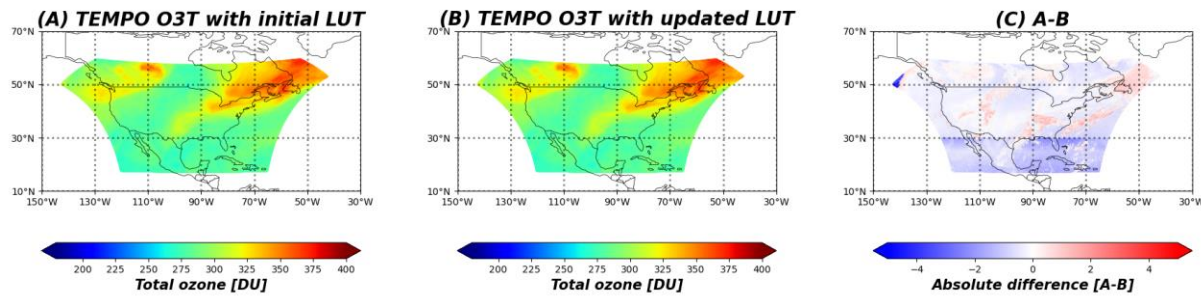 (A) TEMPO O3T with initial LUT
70°N
50°N
30°N
10°N
150°W 130°W 110°W 90°W 70°W 50°W 30°W
200 225 250 275 300 325 350 375 400
Total ozone [DU]
(B) TEMPO O3T with updated LUT
70°N
50°N
30°N
10°N
150°W 130°W 110°W 90°W 70°W 50°W 30°W
200 225 250 275 300 325 350 375 400
Total ozone [DU]
(C) A-B
70°N
50°N
30°N
10°N
150°W 130°W 110°W 90°W 70°W 50°W 30°W
−4 −2 0 2 4
Absolute difference [A-B]